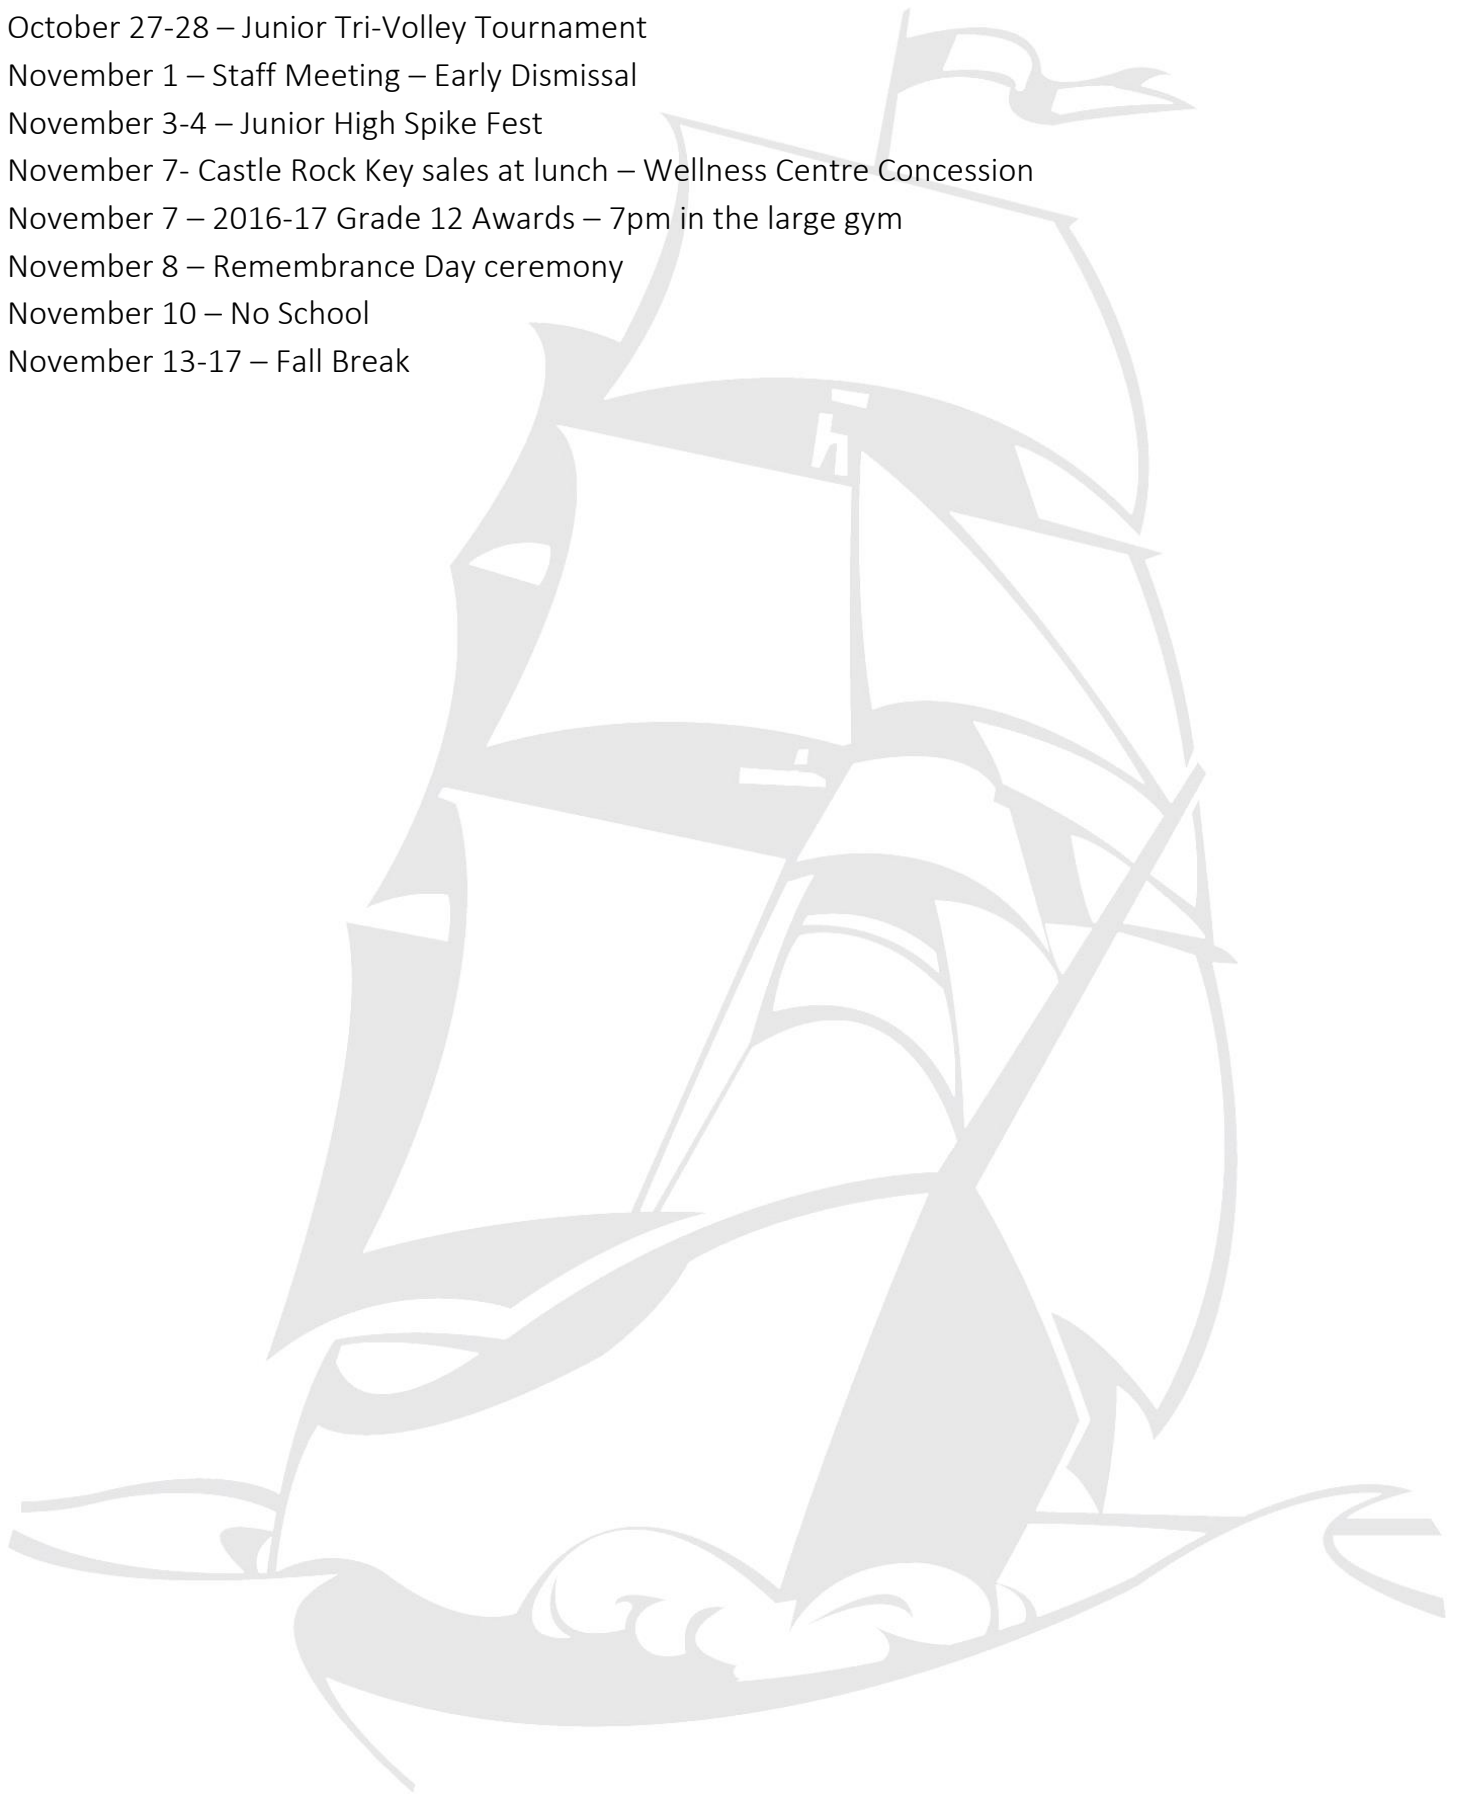 October 27-28 – Junior Tri-Volley Tournament
November 1 – Staff Meeting – Early Dismissal
November 3-4 – Junior High Spike Fest
November 7- Castle Rock Key sales at lunch – Wellness Centre Concession
November 7 – 2016-17 Grade 12 Awards – 7pm in the large gym
November 8 – Remembrance Day ceremony
November 10 – No School
November 13-17 – Fall Break